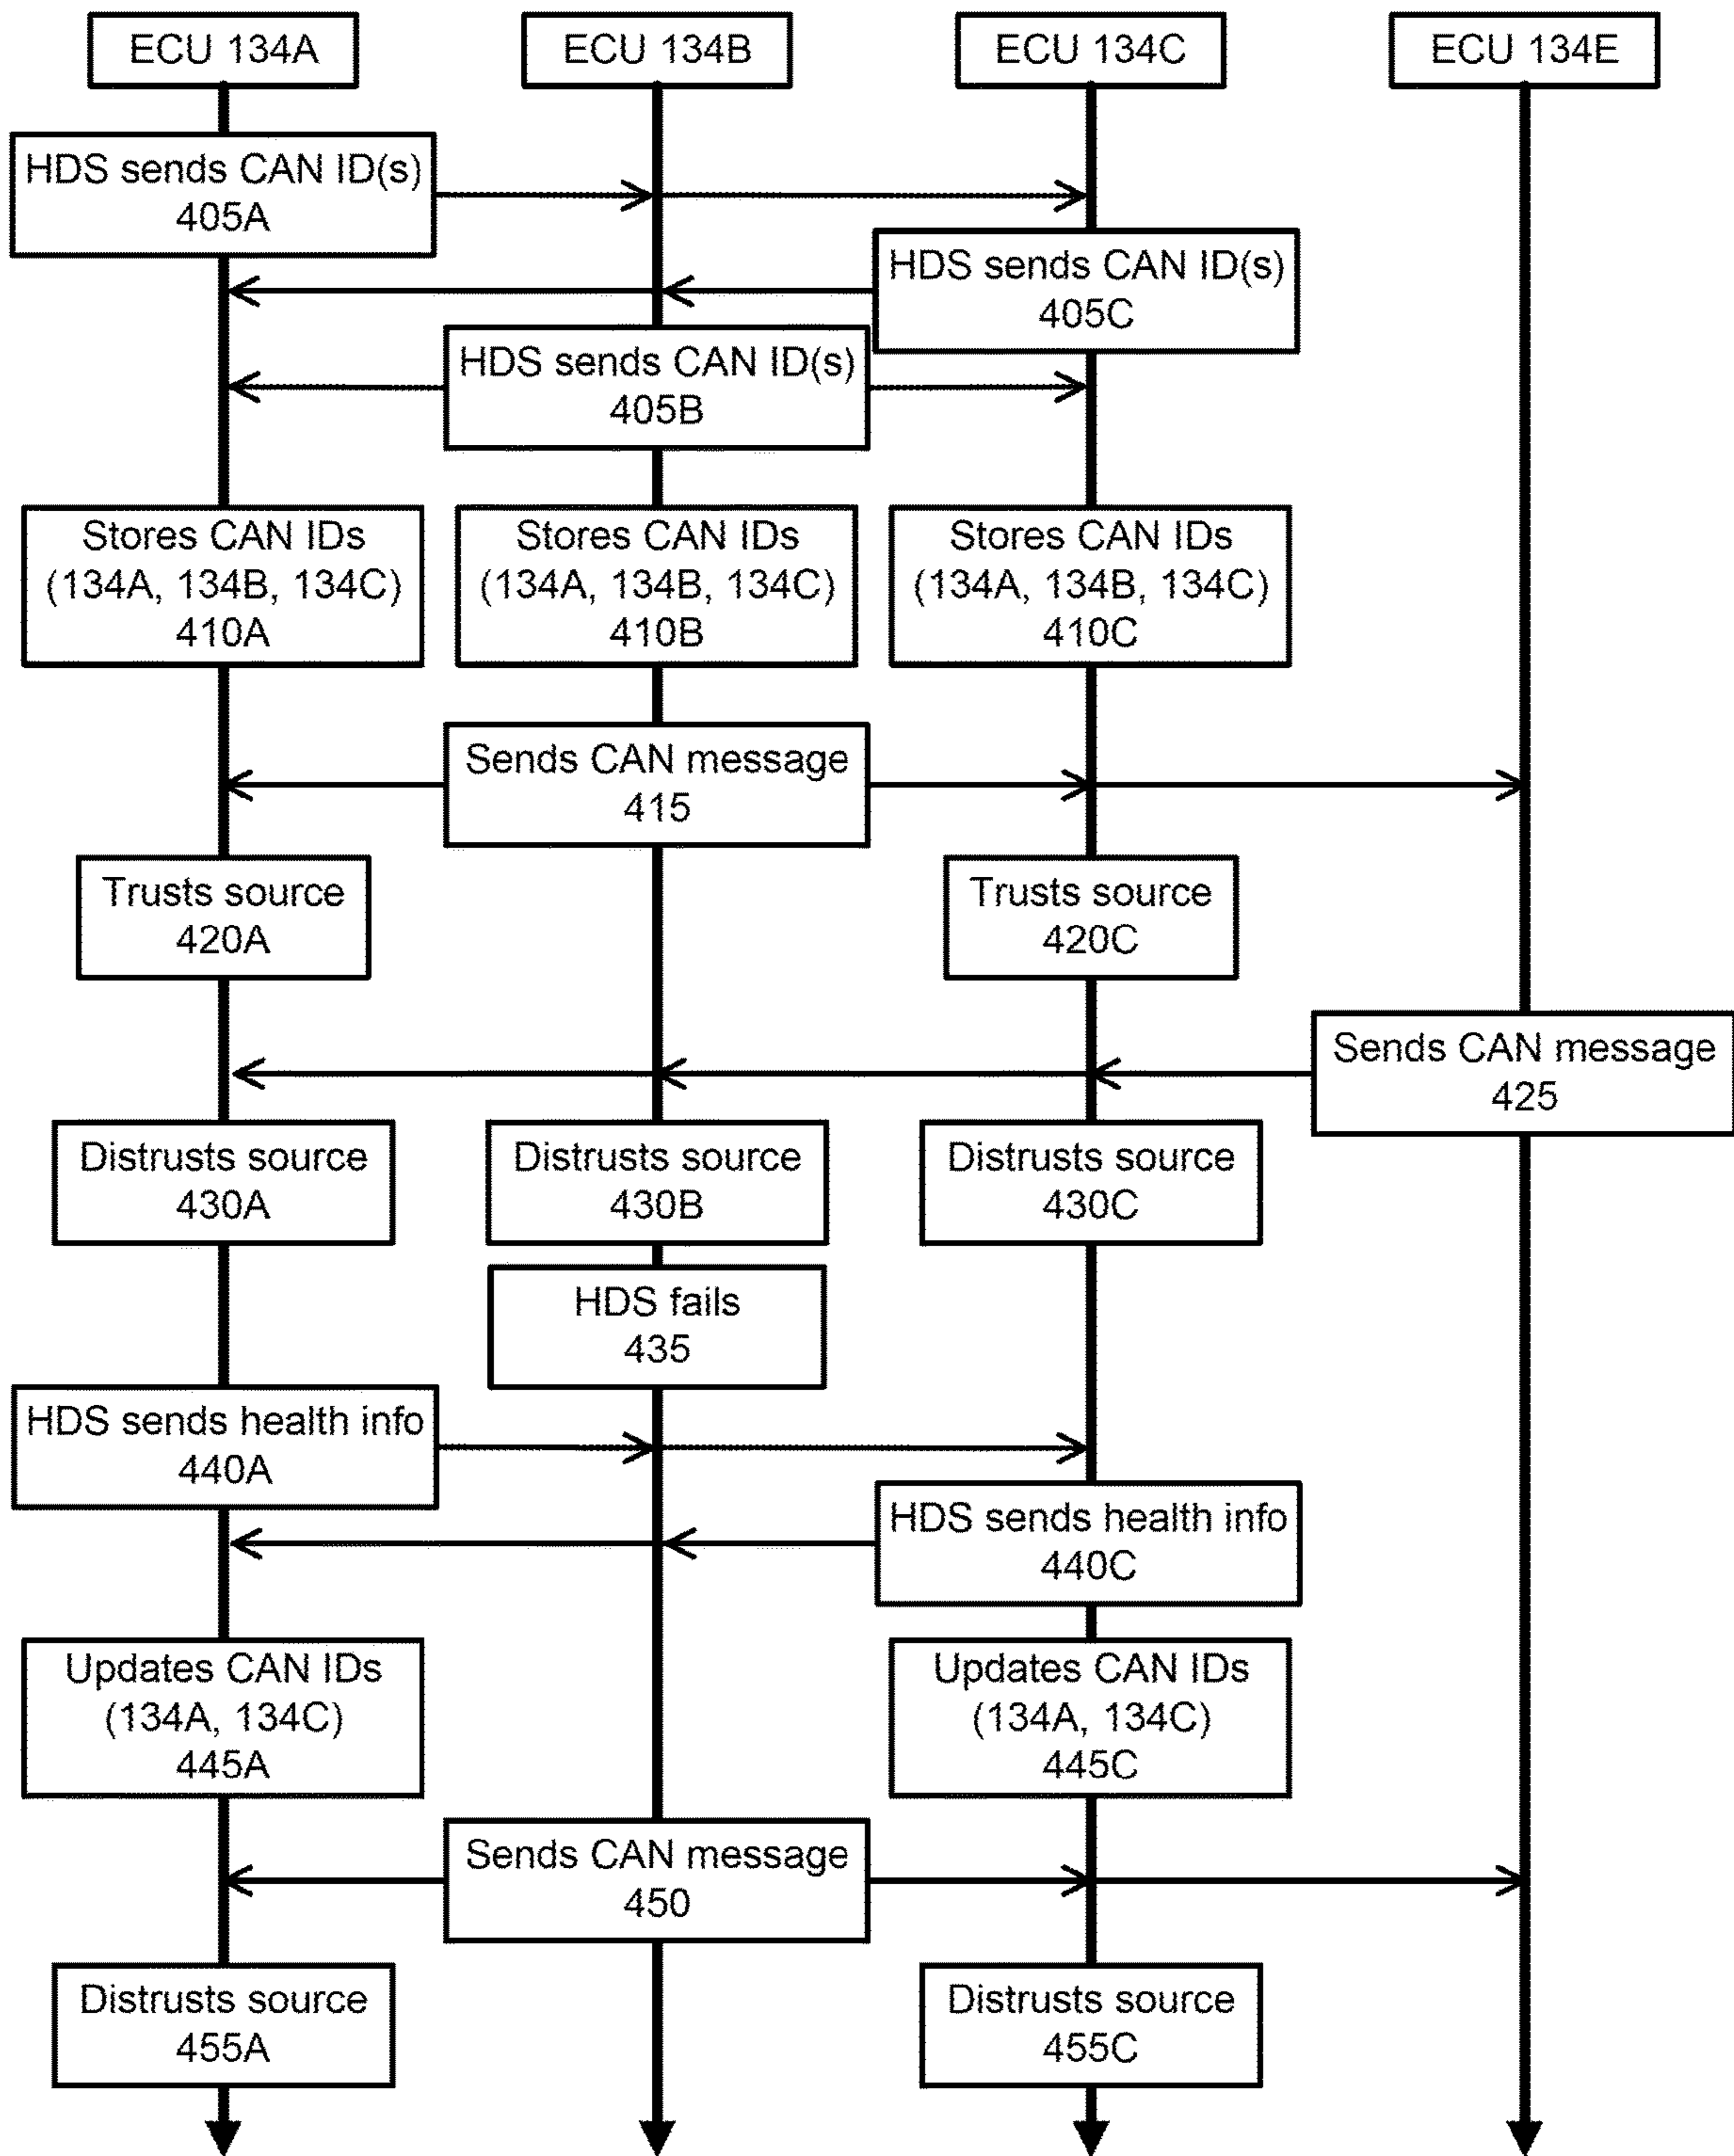 ECU 134A
ECU 134B
ECU 134C
ECU 134E
HDS sends CAN ID(s)
405A
HDS sends CAN ID(s)
405C
HDS sends CAN ID(s)
405B
Stores CAN IDs
(134A, 134B, 134C)
410A
Stores CAN IDs
(134A, 134B, 134C)
410B
Stores CAN IDs
(134A, 134B, 134C)
410C
Sends CAN message
415
Trusts source
420A
Trusts source
420C
Sends CAN message
425
Distrusts source
430A
Distrusts source
430B
Distrusts source
430C
HDS fails
435
HDS sends health info
440A
HDS sends health info
440C
Updates CAN IDs
(134A, 134C)
445A
Updates CAN IDs
(134A, 134C)
445C
Sends CAN message
450
Distrusts source
455A
Distrusts source
455C